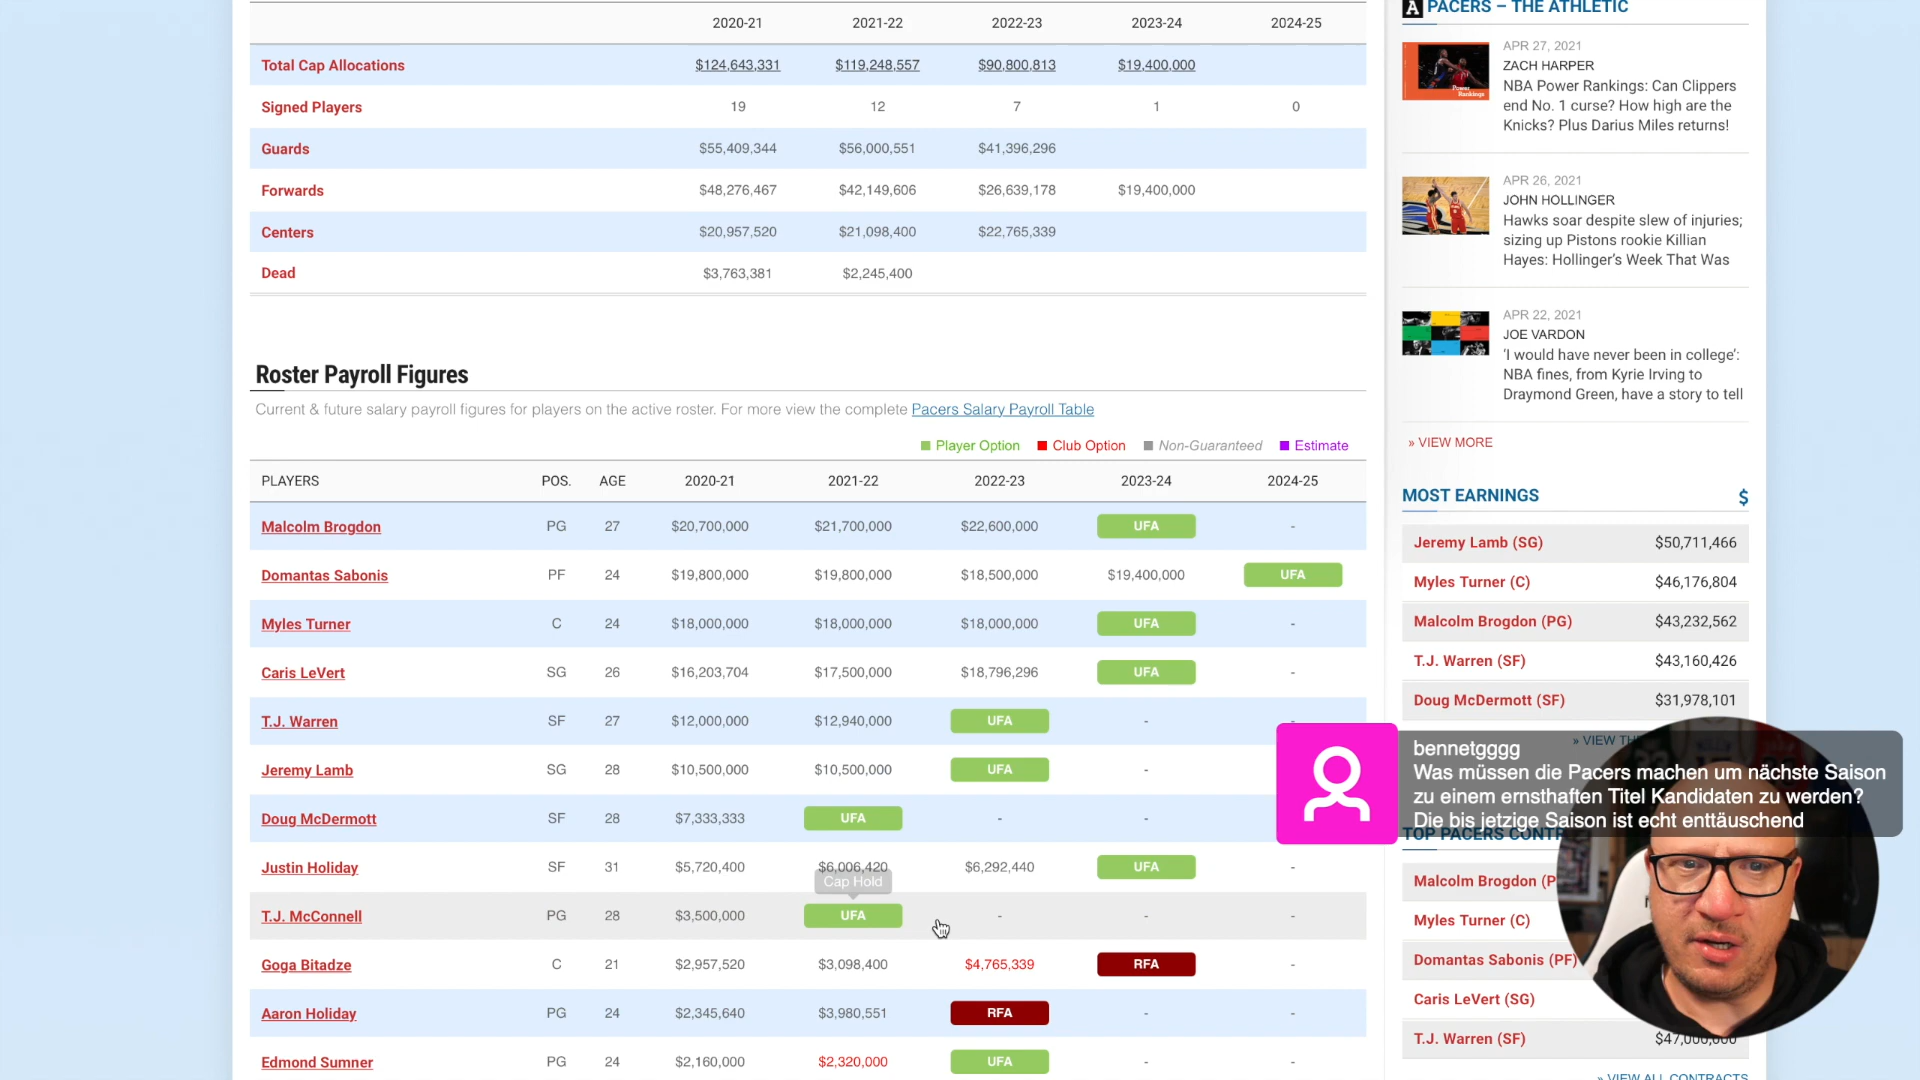 2020-21 2021-22 2022-23 2023-24 2024-25
Total Cap Allocations $124,643,331 $119,248,557 $90,800,813 $19,400,000
Signed Players 19 12 7 1 0
Guards $55,409,344 $56,000,551 $41,396,296
Forwards $48,276,467 $42,149,606 $26,639,178 $19,400,000
Centers $20,957,520 $21,098,400 $22,765,339
Dead $3,763,381 $2,245,400
Roster Payroll Figures
Current & future salary payroll figures for players on the active roster. For more view the complete Pacers Salary Payroll Table
Player Option Club Option Non-Guaranteed Estimate
PLAYERS POS. AGE 2020-21 2021-22 2022-23 2023-24 2024-25
Malcolm Brogdon PG 27 $20,700,000 $21,700,000 $22,600,000 UFA -
Domantas Sabonis PF 24 $19,800,000 $19,800,000 $18,500,000 $19,400,000 UFA
Myles Turner C 24 $18,000,000 $18,000,000 $18,000,000 UFA -
Caris LeVert SG 26 $16,203,704 $17,500,000 $18,796,296 UFA -
T.J. Warren SF 27 $12,000,000 $12,940,000 UFA - -
Jeremy Lamb SG 28 $10,500,000 $10,500,000 UFA -
Doug McDermott SF 28 $7,333,333 UFA - -
Justin Holiday SF 31 $5,720,400 $6,006,420 $6,292,440 UFA -
Cap Hold
T.J. McConnell PG 28 $3,500,000 UFA - - -
Goga Bitadze C 21 $2,957,520 $3,098,400 $4,765,339 RFA -
Aaron Holiday PG 24 $2,345,640 $3,980,551 RFA - -
Edmond Sumner PG 24 $2,160,000 $2,320,000 UFA - -
A PACERS – THE ATHLETIC
APR 27, 2021
ZACH HARPER
NBA Power Rankings: Can Clippers
end No. 1 curse? How high are the
Knicks? Plus Darius Miles returns!
Power
Rankings
APR 26, 2021
JOHN HOLLINGER
Hawks soar despite slew of injuries;
sizing up Pistons rookie Killian
Hayes: Hollinger's Week That Was
APR 22, 2021
JOE VARDON
'I would have never been in college':
NBA fines, from Kyrie Irving to
Draymond Green, have a story to tell
» VIEW MORE
MOST EARNINGS $
Jeremy Lamb (SG) $50,711,466
Myles Turner (C) $46,176,804
Malcolm Brogdon (PG) $43,232,562
T.J. Warren (SF) $43,160,426
Doug McDermott (SF) $31,978,101
» VIEW TH
bennetgggg
Was müssen die Pacers machen um nächste Saison
zu einem ernsthaften Titel Kandidaten zu werden?
Die bis jetzige Saison ist echt enttäuschend
TOP PACERS CONTR
Malcolm Brogdon (P
Myles Turner (C)
Domantas Sabonis (PF)
Caris LeVert (SG)
T.J. Warren (SF) $47,000,000
» VIEW ALL CONTRACTS